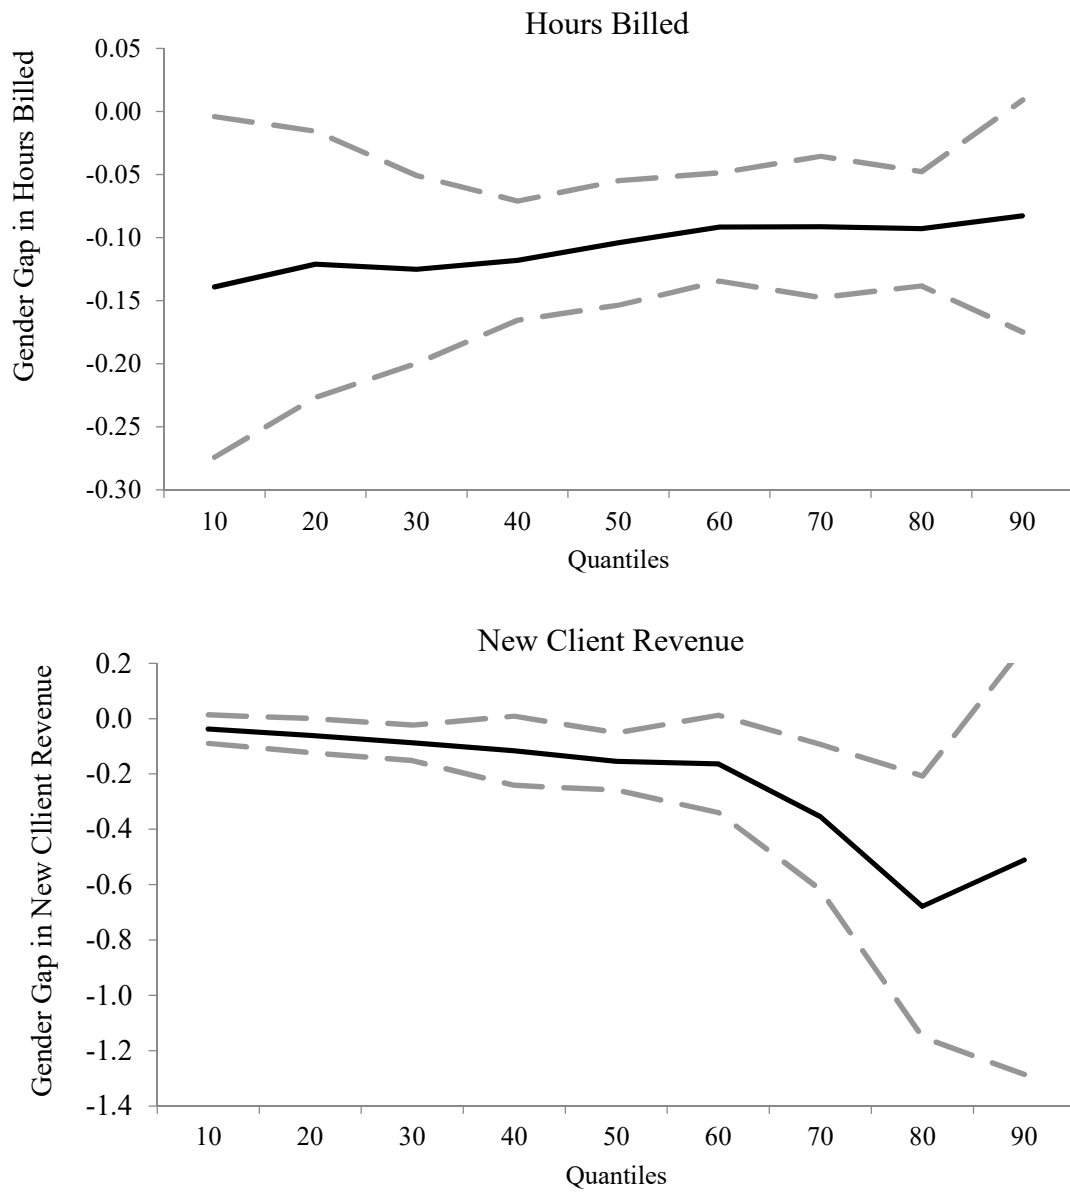 Hours Billed
Gender Gap in Hours Billed
0.05
0.00
-0.05
-0.10
-0.15
-0.20
-0.25
-0.30
10 20 30 40 50 60 70 80 90
Quantiles
New Client Revenue
Gender Gap in New Cllient Revenue
0.2
0.0
-0.2
-0.4
-0.6
-0.8
-1.0
-1.2
-1.4
10 20 30 40 50 60 70 80 90
Quantiles